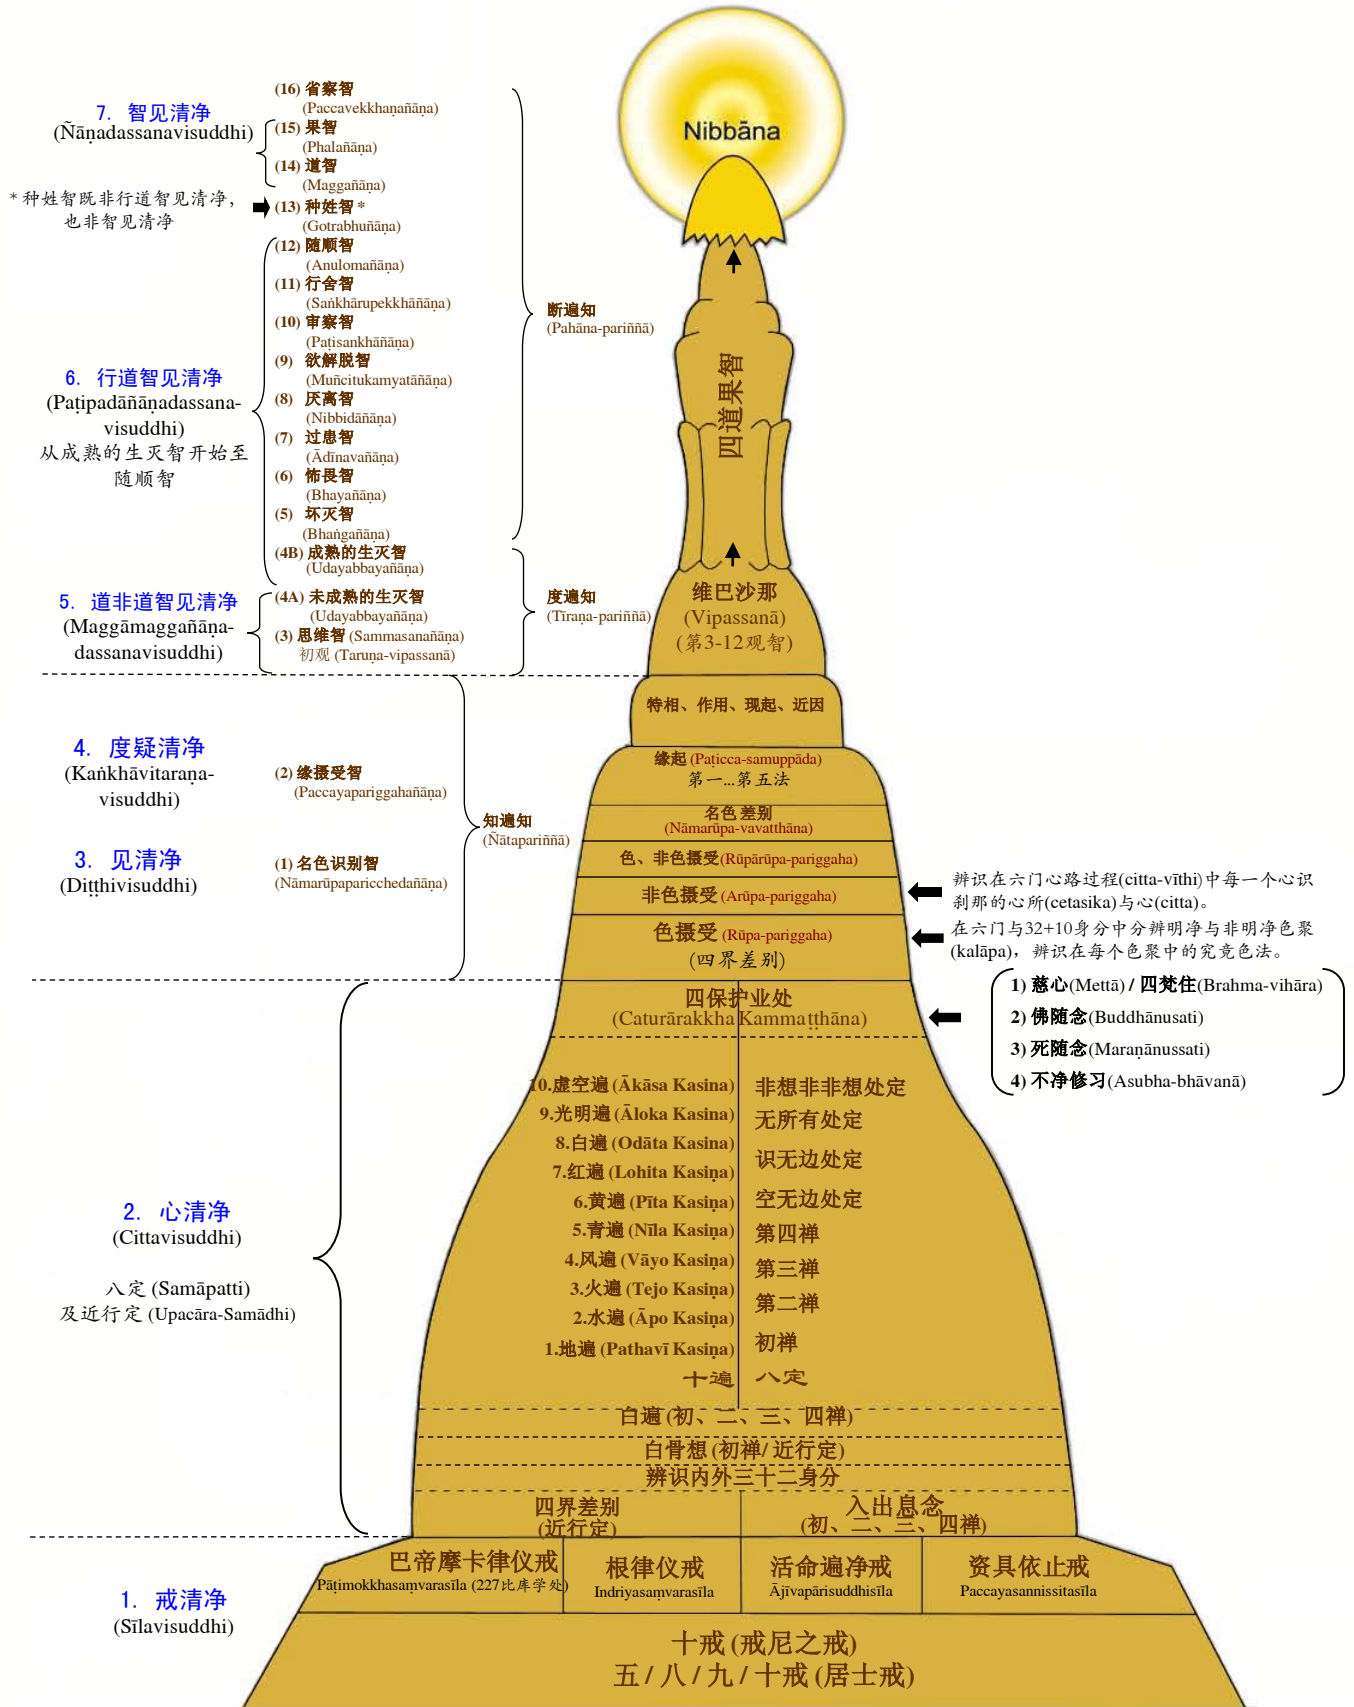 Nibbāna
7. 智见清净
(Ñāṇadassanavisuddhi)
* 种姓智既非行道智见清净，
也非智见清净
6. 行道智见清净
(Paṭipadāñāṇadassana-
visuddhi)
从成熟的生灭智开始至
随顺智
5. 道非道智见清净
(Maggāmaggañāṇa-
dassanavisuddhi)
(16) 省察智
(Paccavekkhaṇañāṇa)
(15) 果智
(Phalañāṇa)
(14) 道智
(Maggañāṇa)
(13) 种姓智 *
(Gotrabhuñāṇa)
(12) 随顺智
(Anulomañāṇa)
(11) 行舍智
(Saṅkhārupekkhāñāṇa)
(10) 审察智
(Paṭisankhāñāṇa)
(9) 欲解脱智
(Muñcitukamyatāñāṇa)
(8) 厌离智
(Nibbidāñāṇa)
(7) 过患智
(Ādīnavañāṇa)
(6) 怖畏智
(Bhayañāṇa)
(5) 坏灭智
(Bhaṅgañāṇa)
(4B) 成熟的生灭智
(Udayabbayañāṇa)
(4A) 未成熟的生灭智
(Udayabbayañāṇa)
(3) 思维智 (Sammasanañāṇa)
初观 (Taruṇa-vipassanā)
断遍知
(Pahāna-pariññā)
度遍知
(Tīraṇa-pariññā)
四道果智
维巴沙那
(Vipassanā)
(第3-12观智)
4. 度疑清净
(Kaṅkhāvitaraṇa-
visuddhi)
(2) 缘摄受智
(Paccayapariggahañāṇa)
3. 见清净
(Diṭṭhivisuddhi)
(1) 名色识别智
(Nāmarūpaparicchedañāṇa)
知遍知
(Ñātapariññā)
特相、作用、现起、近因
缘起 (Paṭicca-samuppāda)
第一...第五法
名色 差别
(Nāmarūpa-vavatthāna)
色、非色摄受(Rūpārūpa-pariggaha)
非色摄受 (Arūpa-pariggaha)
色摄受 (Rūpa-pariggaha)
(四界差别)
辨识在六门心路过程(citta-vīthi)中每一个心识
刹那的心所(cetasika)与心(citta)。
在六门与32+10身分中分辨明净与非明净色聚
(kalāpa)，辨识在每个色聚中的究竟色法。
四保护业处
(Caturārakkha Kammaṭṭhāna)
1) 慈心(Mettā) / 四梵住(Brahma-vihāra)
2) 佛随念(Buddhānusati)
3) 死随念(Maraṇānussati)
4) 不净修习(Asubha-bhāvanā)
2. 心清净
(Cittavisuddhi)
八定 (Samāpatti)
及近行定 (Upacāra-Samādhi)
10.虚空遍 (Ākāsa Kasina)
9.光明遍 (Āloka Kasina)
8.白遍 (Odāta Kasina)
7.红遍 (Lohita Kasiṇa)
6.黄遍 (Pīta Kasiṇa)
5.青遍 (Nīla Kasiṇa)
4.风遍 (Vāyo Kasiṇa)
3.火遍 (Tejo Kasiṇa)
2.水遍 (Āpo Kasiṇa)
1.地遍 (Pathavī Kasiṇa)
十遍
非想非非想处定
无所有处定
识无边处定
空无边处定
第四禅
第三禅
第二禅
初禅
八定
白遍 (初、二、三、四禅)
白骨想 (初禅/ 近行定)
辨识内外三十二身分
四界差别
(近行定)
入出息念
(初、二、三、四禅)
1. 戒清净
(Sīlavisuddhi)
巴帝摩卡律仪戒
Pāṭimokkhasaṃvarasīla (227比库学处)
根律仪戒
Indriyasaṃvarasīla
活命遍净戒
Ājīvapārisuddhisīla
资具依止戒
Paccayasannissitasīla
十戒 (戒尼之戒)
五 / 八 / 九 / 十戒 (居士戒)